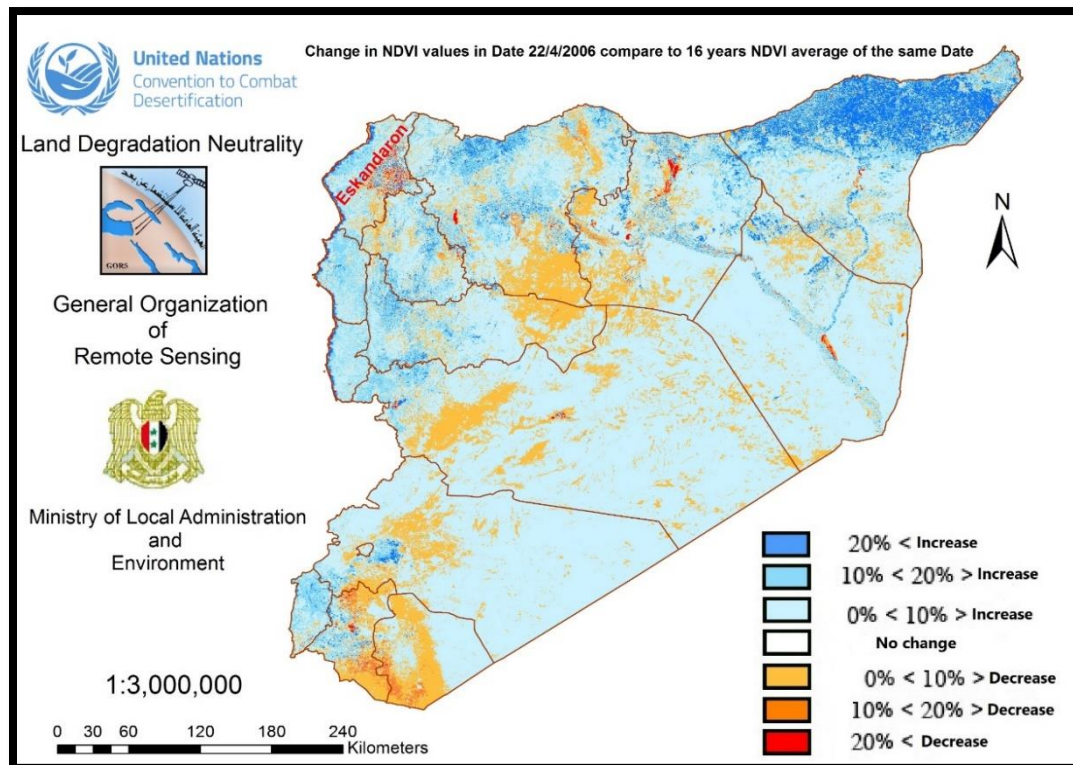 United Nations
Convention to Combat
Desertification
Change in NDVI values in Date 22/4/2006 compare to 16 years NDVI average of the same Date
Land Degradation Neutrality
GORS
General Organization
of
Remote Sensing
Ministry of Local Administration
and
Environment
Eskandaron
N
20% < Increase
10% < 20% > Increase
0% < 10% > Increase
No change
0% < 10% > Decrease
10% < 20% > Decrease
20% < Decrease
1:3,000,000
0 30 60 120 180 240
Kilometers